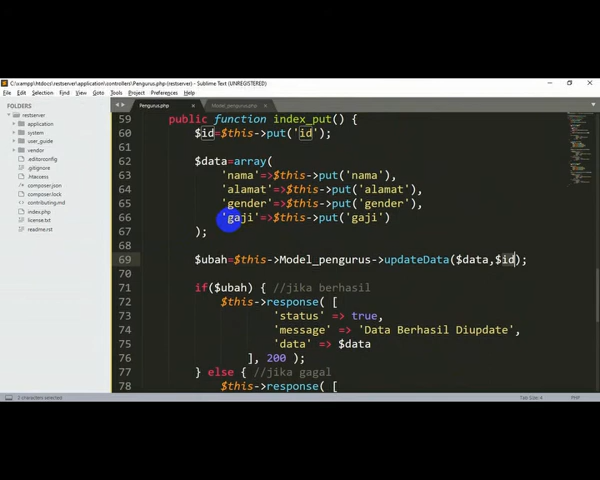 C:\xampp\htdocs\restserver\application\controllers\Pengurus.php (restserver) - Sublime Text (UNREGISTERED)
File Edit Selection Find View Goto Tools Project Preferences Help
FOLDERS
restserver
application
system
user_guide
vendor
.editorconfig
.gitignore
.htaccess
composer.json
composer.lock
contributing.md
index.php
license.txt
readme.rst
Pengurus.php
Model_pengurus.php
59 public function index_put() {
60 $id=$this->put('id');
61
62 $data=array(
63 'nama'=>$this->put('nama'),
64 'alamat'=>$this->put('alamat'),
65 'gender'=>$this->put('gender'),
66 'gaji'=>$this->put('gaji')
67 );
68
69 $ubah=$this->Model_pengurus->updateData($data,$id);
70
71 if($ubah) { //jika berhasil
72 $this->response( [
73 'status' => true,
74 'message' => 'Data Berhasil Diupdate',
75 'data' => $data
76 ], 200 );
77 } else { //jika gagal
78 $this->response( [
2 characters selected
Tab Size: 4
PHP